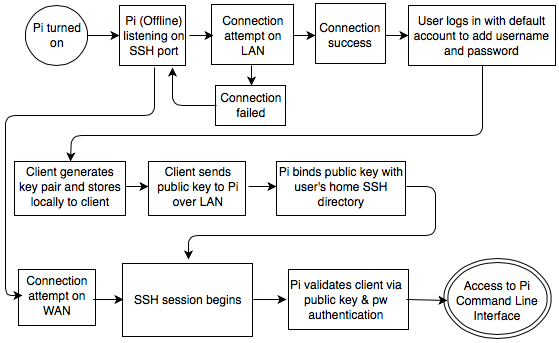 Pi turned
on
Pi (Offline)
listening on
SSH port
Connection
attempt on
LAN
Connection
success
User logs in with default
account to add username
and password
Connection
failed
Client generates
key pair and stores
locally to client
Client sends
public key to Pi
over LAN
Pi binds public key with
user's home SSH
directory
Connection
attempt on
WAN
SSH session begins
Pi validates client via
public key & pw
authentication
Access to Pi
Command Line
Interface